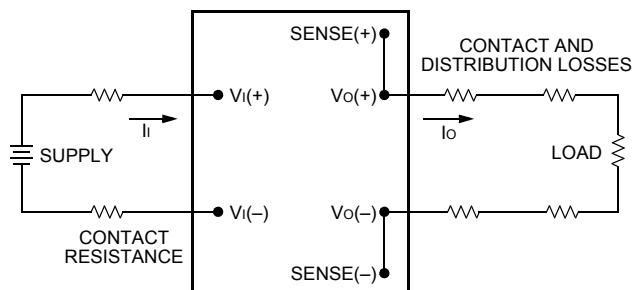 SENSE(+)
CONTACT AND
DISTRIBUTION LOSSES
VI(+)
VO(+)
II
IO
SUPPLY
LOAD
VI(–)
VO(–)
CONTACT
RESISTANCE
SENSE(–)